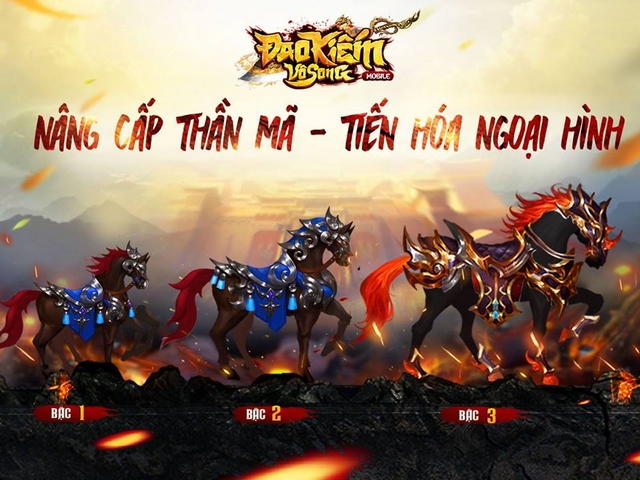 ĐAO KIẾM
VÔ SONG
MOBILE
NÂNG CẤP THẦN MÃ - TIẾN HÓA NGOẠI HÌNH
BẬC 1
BẬC 2
BẬC 3